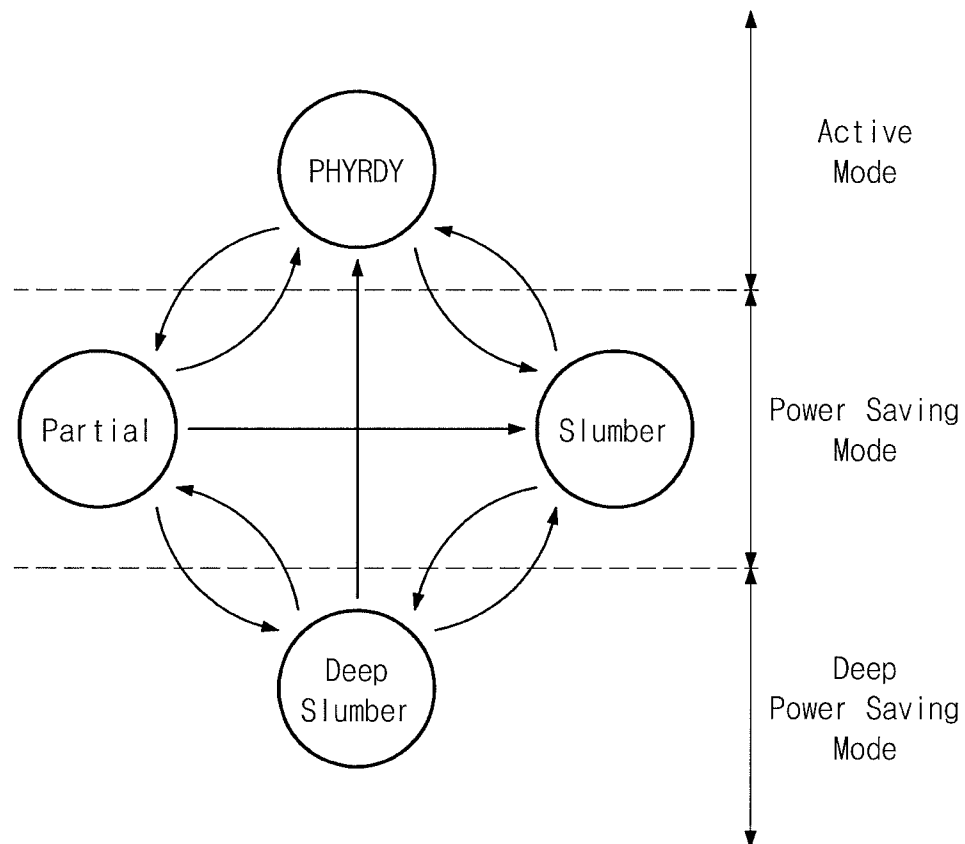 PHYRDY
Active
Mode
Partial
Slumber
Power Saving
Mode
Deep
Slumber
Deep
Power Saving
Mode